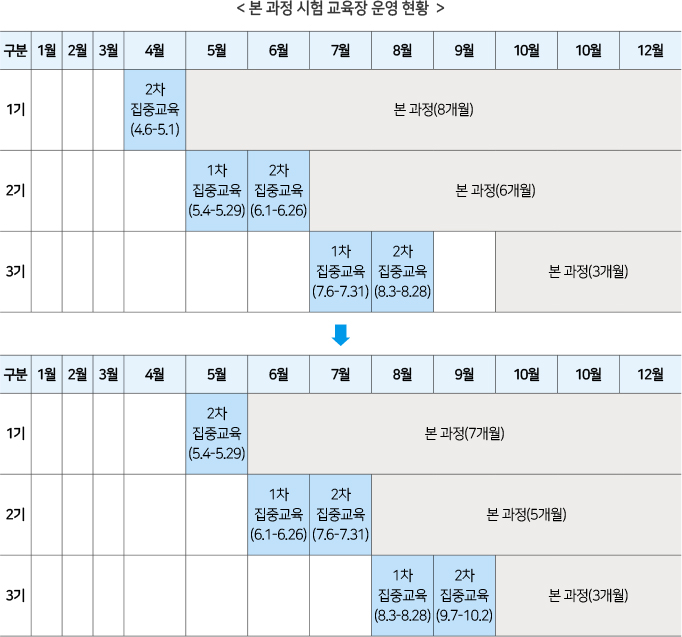 < 본 과정 시험 교육장 운영 현황 >
구분 1월 2월 3월 4월 5월 6월 7월 8월 9월 10월 10월 12월
1기
2차
집중교육
(4.6-5.1)
본 과정(8개월)
2기
1차
집중교육
(5.4-5.29)
2차
집중교육
(6.1-6.26)
본 과정(6개월)
3기
1차
집중교육
(7.6-7.31)
2차
집중교육
(8.3-8.28)
본 과정(3개월)
구분 1월 2월 3월 4월 5월 6월 7월 8월 9월 10월 10월 12월
1기
2차
집중교육
(5.4-5.29)
본 과정(7개월)
2기
1차
집중교육
(6.1-6.26)
2차
집중교육
(7.6-7.31)
본 과정(5개월)
3기
1차
집중교육
(8.3-8.28)
2차
집중교육
(9.7-10.2)
본 과정(3개월)